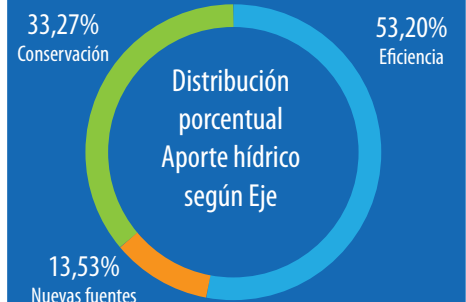 33,27%
Conservación
53,20%
Eficiencia
Distribución
porcentual
Aporte hídrico
según Eje
13,53%
Nuevas fuentes